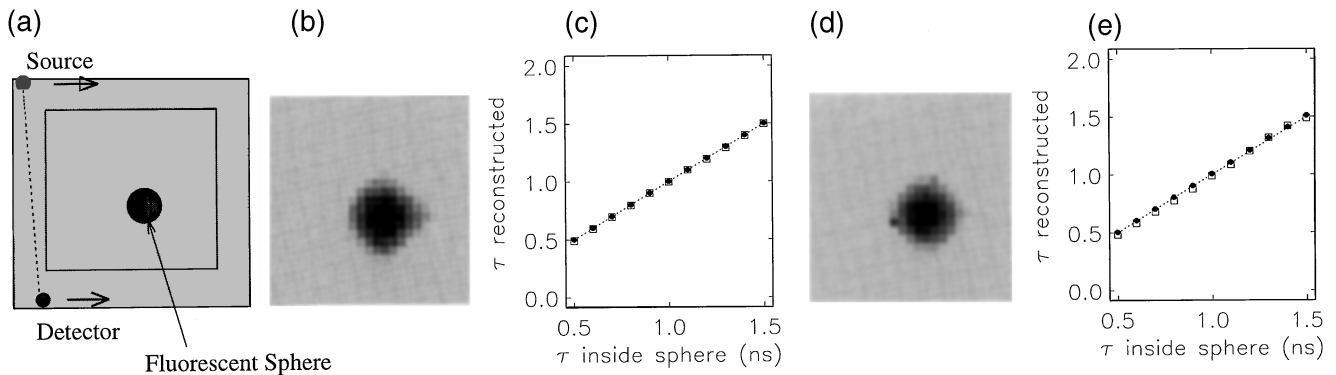 (a)
Source
Detector
Fluorescent Sphere
(b)
(c)
τ reconstructed
2.0
1.5
1.0
0.5
0.0
0.5 1.0 1.5
τ inside sphere (ns)
(d)
(e)
τ reconstructed
2.0
1.5
1.0
0.5
0.0
0.5 1.0 1.5
τ inside sphere (ns)